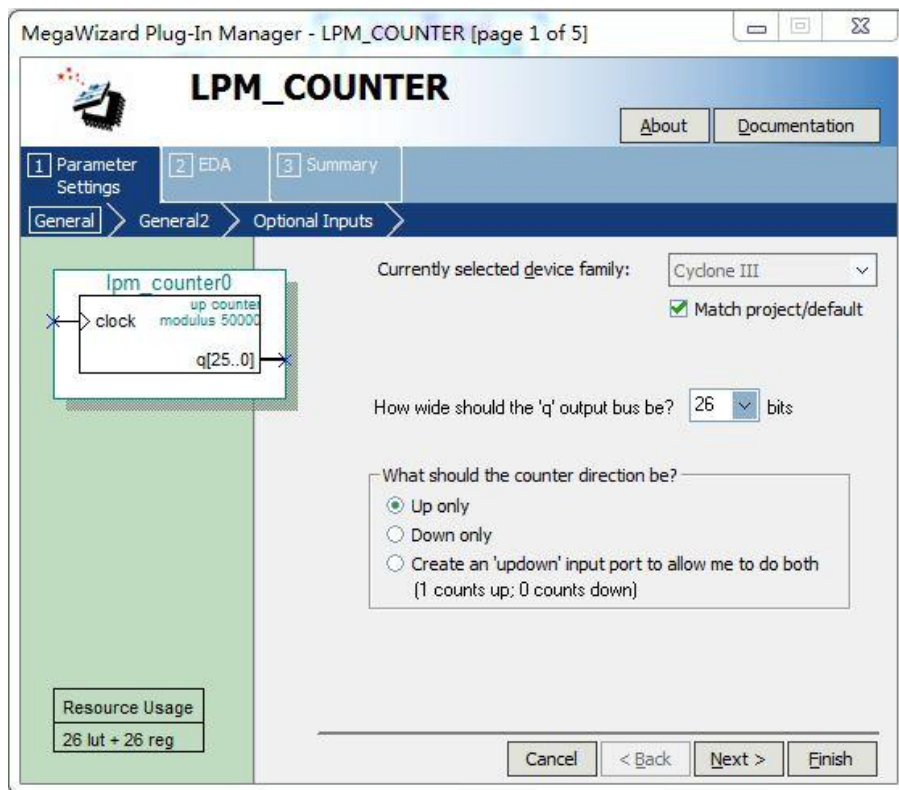 MegaWizard Plug-In Manager - LPM_COUNTER [page 1 of 5]
LPM_COUNTER
About
Documentation
1 Parameter Settings
2 EDA
3 Summary
General
General2
Optional Inputs
lpm_counter0
up counter
clock
modulus 50000
q[25..0]
Currently selected device family:
Cyclone III
Match project/default
How wide should the 'q' output bus be? 26 bits
What should the counter direction be?
Up only
Down only
Create an 'updown' input port to allow me to do both
(1 counts up; 0 counts down)
Resource Usage
26 lut + 26 reg
Cancel
< Back
Next >
Finish